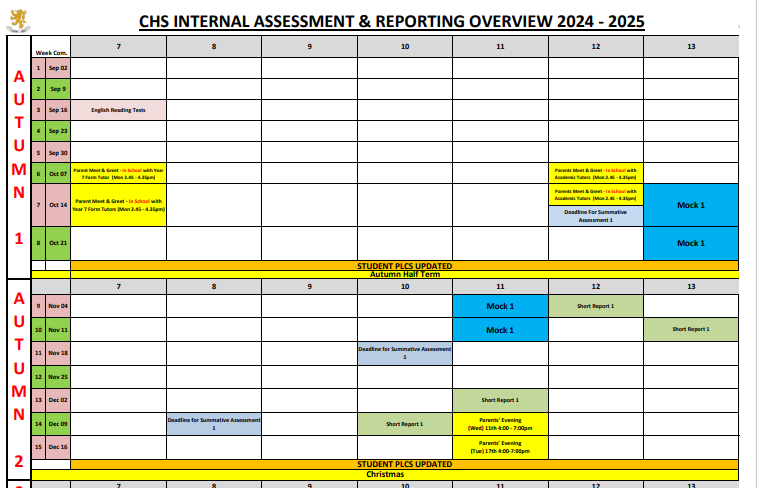 CHS INTERNAL ASSESSMENT & REPORTING OVERVIEW 2024 - 2025
Week Com. 7 8 9 10 11 12 13
AUTUMN 1
1 Sep 02
2 Sep 9
3 Sep 16 English Reading Tests
4 Sep 23
5 Sep 30
6 Oct 07
Parent Meet & Greet - In School with Year
7 Form Tutor (Mon 2.45 - 4.35pm)
Parents Meet & Greet - In School with
Academic Tutors (Mon 2.45 - 4.35pm)
7 Oct 14
Parent Meet & Greet - In School with
Year 7 Form Tutors (Mon 2.45 - 4.35pm)
Parents Meet & Greet - In School with
Academic Tutors (Mon 2.45 - 4.35pm)
Deadline For Summative
Assessment 1
Mock 1
8 Oct 21 Mock 1
STUDENT PLCS UPDATED
Autumn Half Term
7 8 9 10 11 12 13
AUTUMN 2
9 Nov 04 Mock 1 Short Report 1
10 Nov 11 Mock 1 Short Report 1
11 Nov 18
Deadline for Summative Assessment
1
12 Nov 25
13 Dec 02 Short Report 1
14 Dec 09
Deadline for Summative Assessment
1
Short Report 1
Parents' Evening
(Wed) 11th 4:00 - 7:00pm
15 Dec 16
Parents' Evening
(Tue) 17th 4:00-7:00pm
STUDENT PLCS UPDATED
Christmas
7 8 9 10 11 12 13